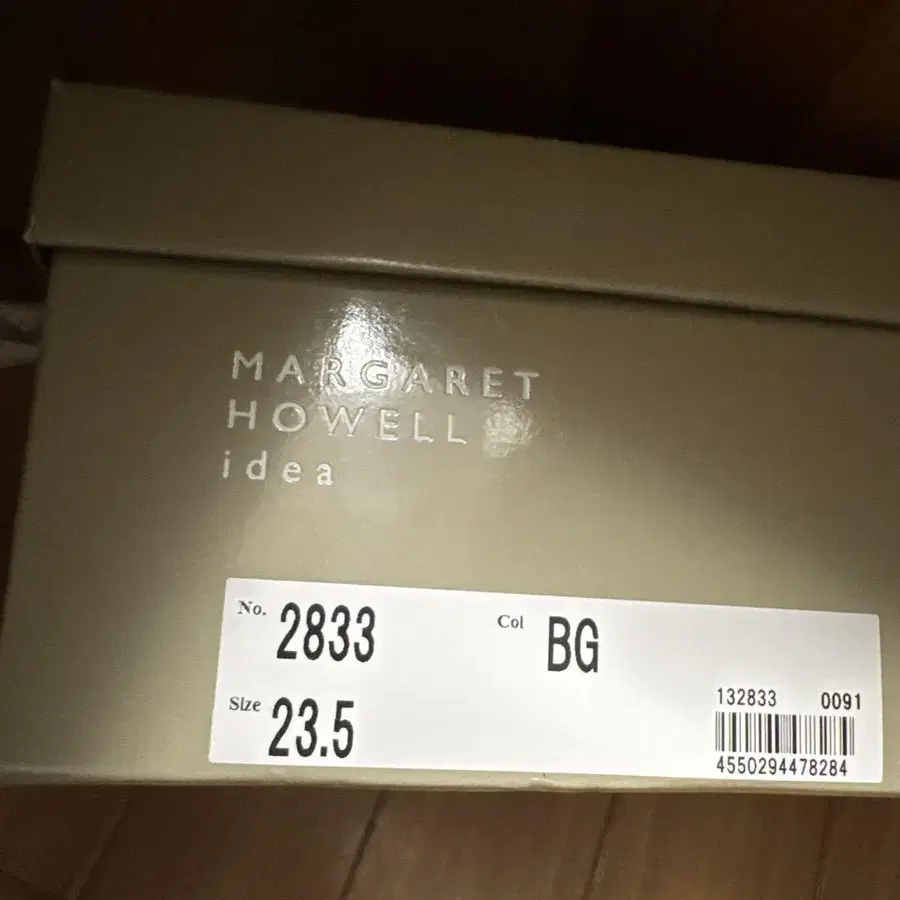 MARGARET
HOWELL
idea
No. 2833 Col BG
Size 23.5
132833 0091
4550294478284